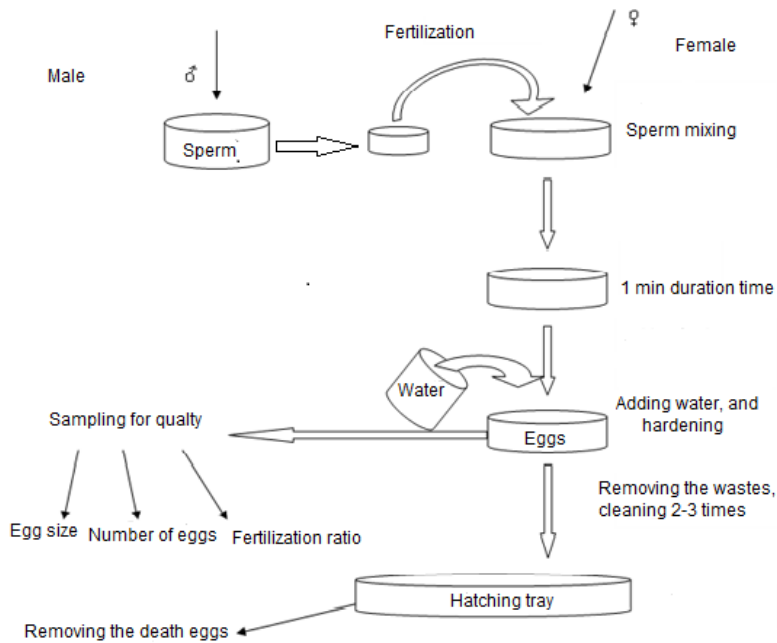 Fertilization
♀
Female
Male
♂
Sperm
Sperm mixing
1 min duration time
Water
Adding water, and
hardening
Sampling for qualty
Eggs
Removing the wastes,
cleaning 2-3 times
Egg size
Number of eggs
Fertilization ratio
Hatching tray
Removing the death eggs